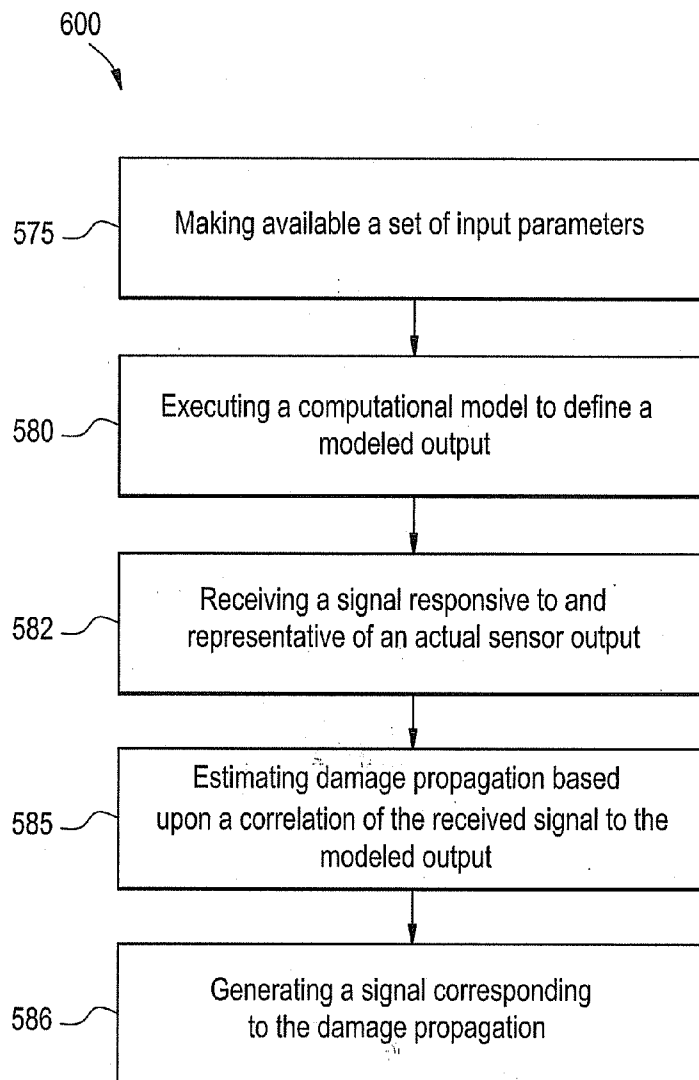 600
575
Making available a set of input parameters
580
Executing a computational model to define a
modeled output
582
Receiving a signal responsive to and
representative of an actual sensor output
585
Estimating damage propagation based
upon a correlation of the received signal to the
modeled output
586
Generating a signal corresponding
to the damage propagation